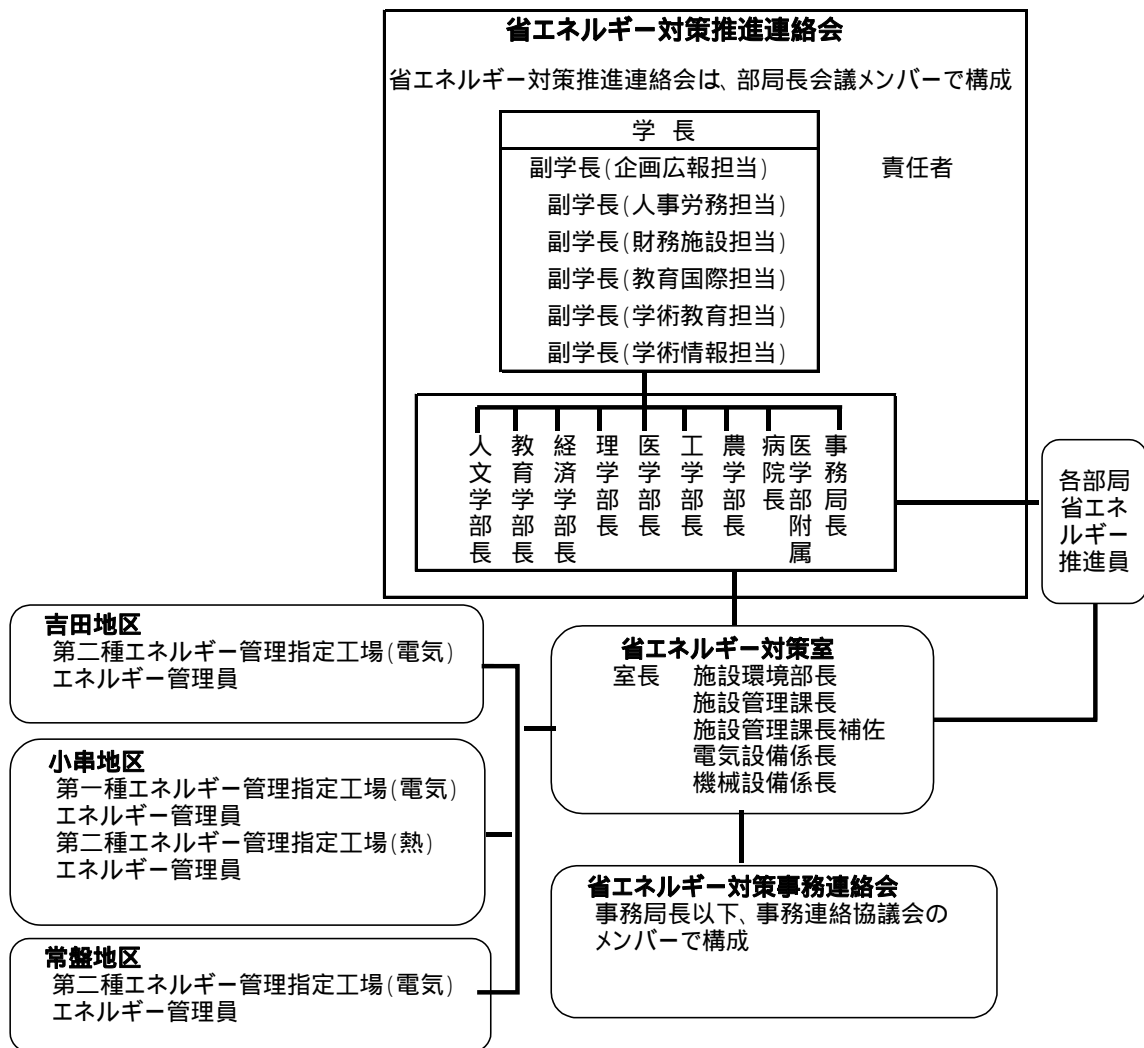 省エネルギー対策推進連絡会
省エネルギー対策推進連絡会は、部局長会議メンバーで構成
学 長
副学長(企画広報担当) 責任者
副学長(人事労務担当)
副学長(財務施設担当)
副学長(教育国際担当)
副学長(学術教育担当)
副学長(学術情報担当)
人文学部長
教育学部長
経済学部長
理学部長
医学部長
工学部長
農学部長
医学部附属
病院長
事務局長
各部局
省エネ
ルギー
推進員
吉田地区
第二種エネルギー管理指定工場(電気)
エネルギー管理員
小串地区
第一種エネルギー管理指定工場(電気)
エネルギー管理員
第二種エネルギー管理指定工場(熱)
エネルギー管理員
常盤地区
第二種エネルギー管理指定工場(電気)
エネルギー管理員
省エネルギー対策室
室長 施設環境部長
施設管理課長
施設管理課長補佐
電気設備係長
機械設備係長
省エネルギー対策事務連絡会
事務局長以下、事務連絡協議会の
メンバーで構成